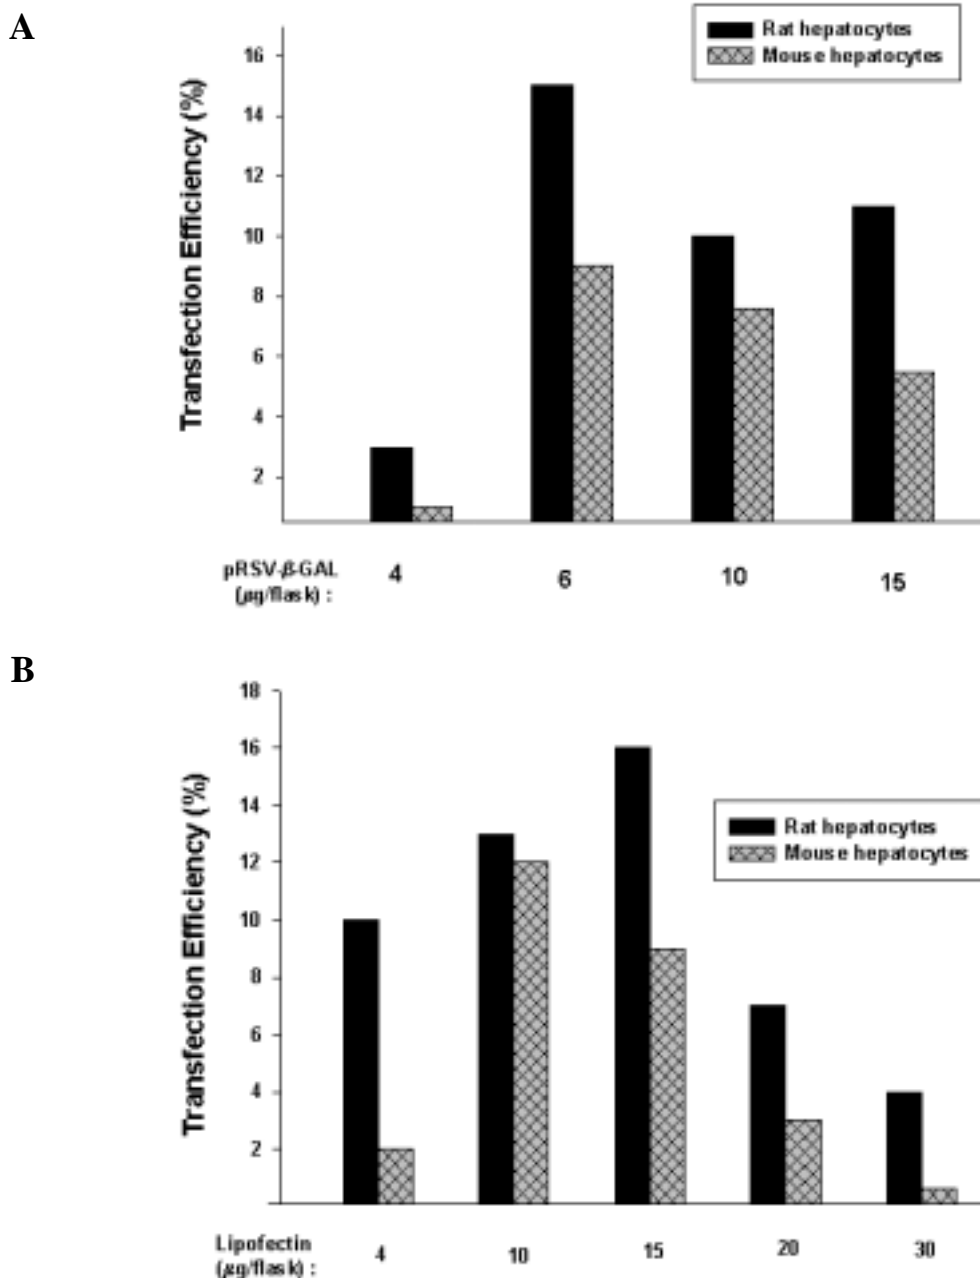 A
Rat hepatocytes
Mouse hepatocytes
Transfection Efficiency (%)
16
14
12
10
8
6
4
2
pRSV-β-GAL
(µg/flask) :
4
6
10
15
B
Rat hepatocytes
Mouse hepatocytes
Transfection Efficiency (%)
18
16
14
12
10
8
6
4
2
Lipofectin
(µg/flask) :
4
10
15
20
30